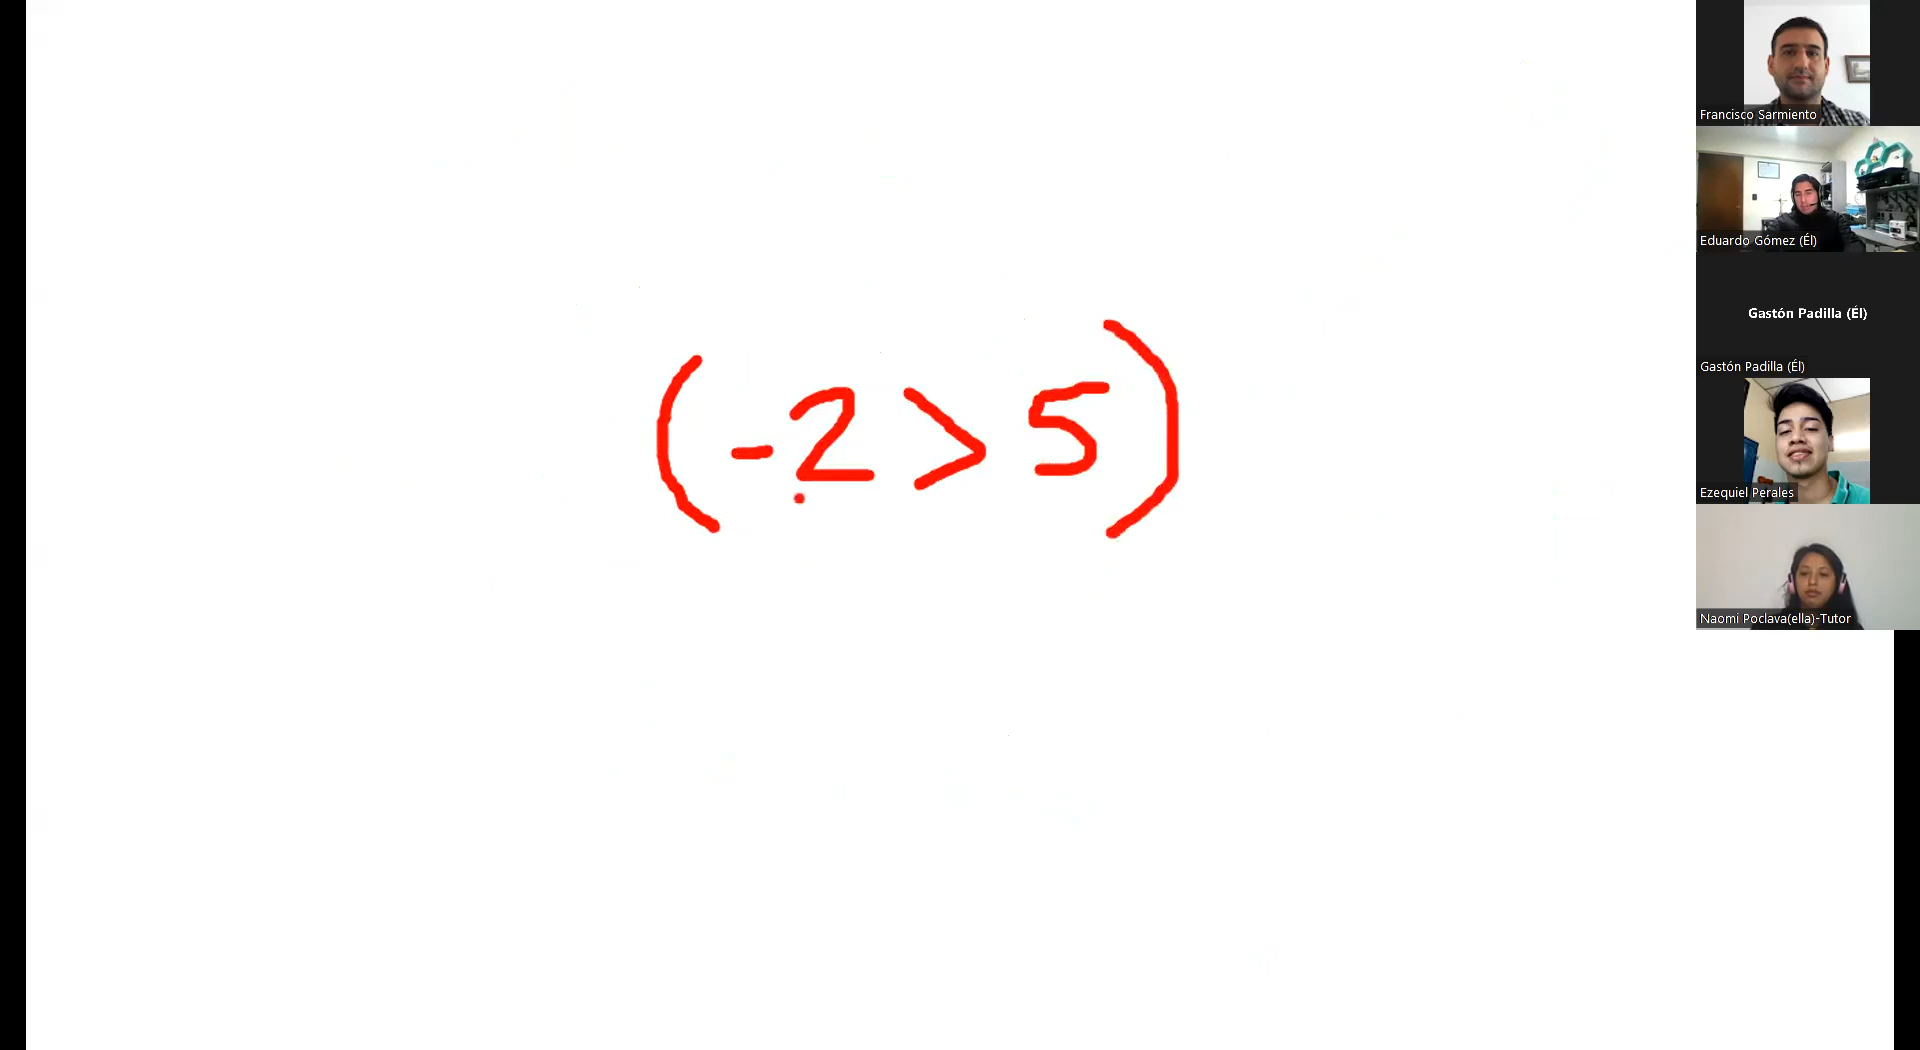 (-2 > 5)
Francisco Sarmiento
Eduardo Gómez (Él)
Gastón Padilla (Él)
Gastón Padilla (Él)
Ezequiel Perales
Naomi Poclava(ella)-Tutor